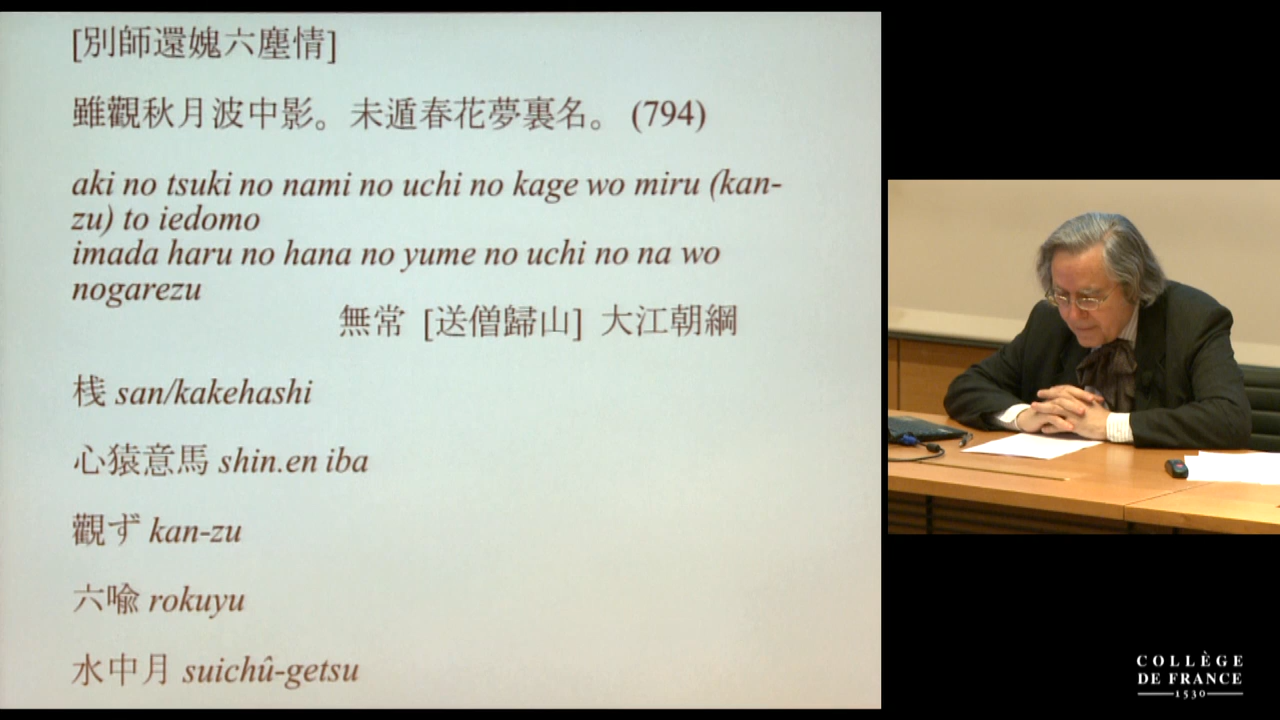 [別師還媿六塵情]
雖觀秋月波中影。未遁春花夢裏名。(794)
aki no tsuki no nami no uchi no kage wo miru (kan-
zu) to iedomo
imada haru no hana no yume no uchi no na wo
nogarezu
無常 [送僧歸山] 大江朝綱
桟 san/kakehashi
心猿意馬 shin.en iba
觀ず kan-zu
六喩 rokuyu
水中月 suichû-getsu
COLLÈGE
DE FRANCE
1530